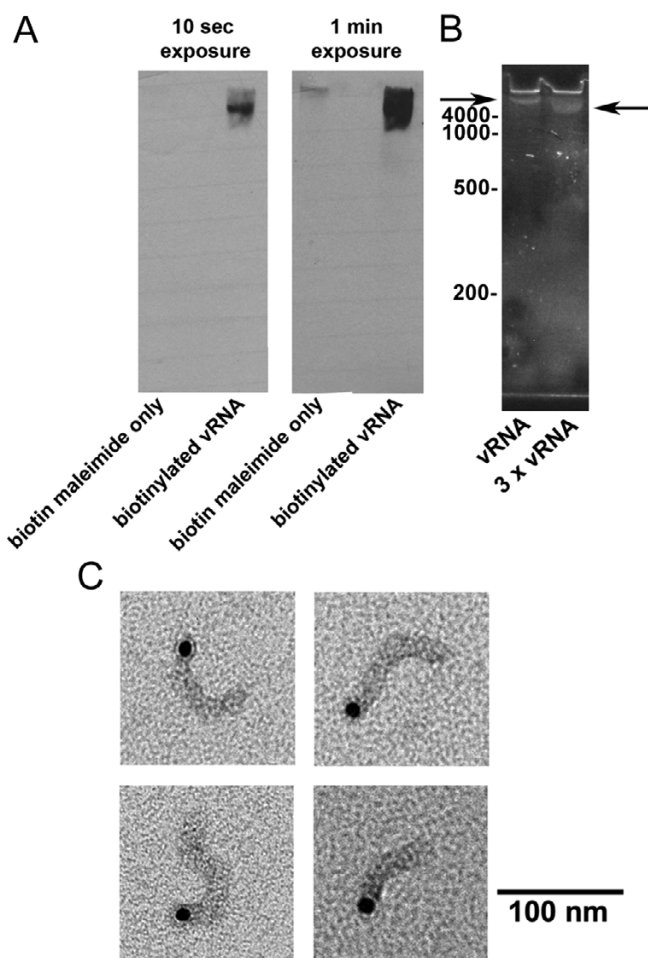 A
10 sec
exposure
1 min
exposure
biotin maleimide only
biotinylated vRNA
biotin maleimide only
biotinylated vRNA
B
4000-
1000-
500-
200-
vRNA
3 x vRNA
C
100 nm